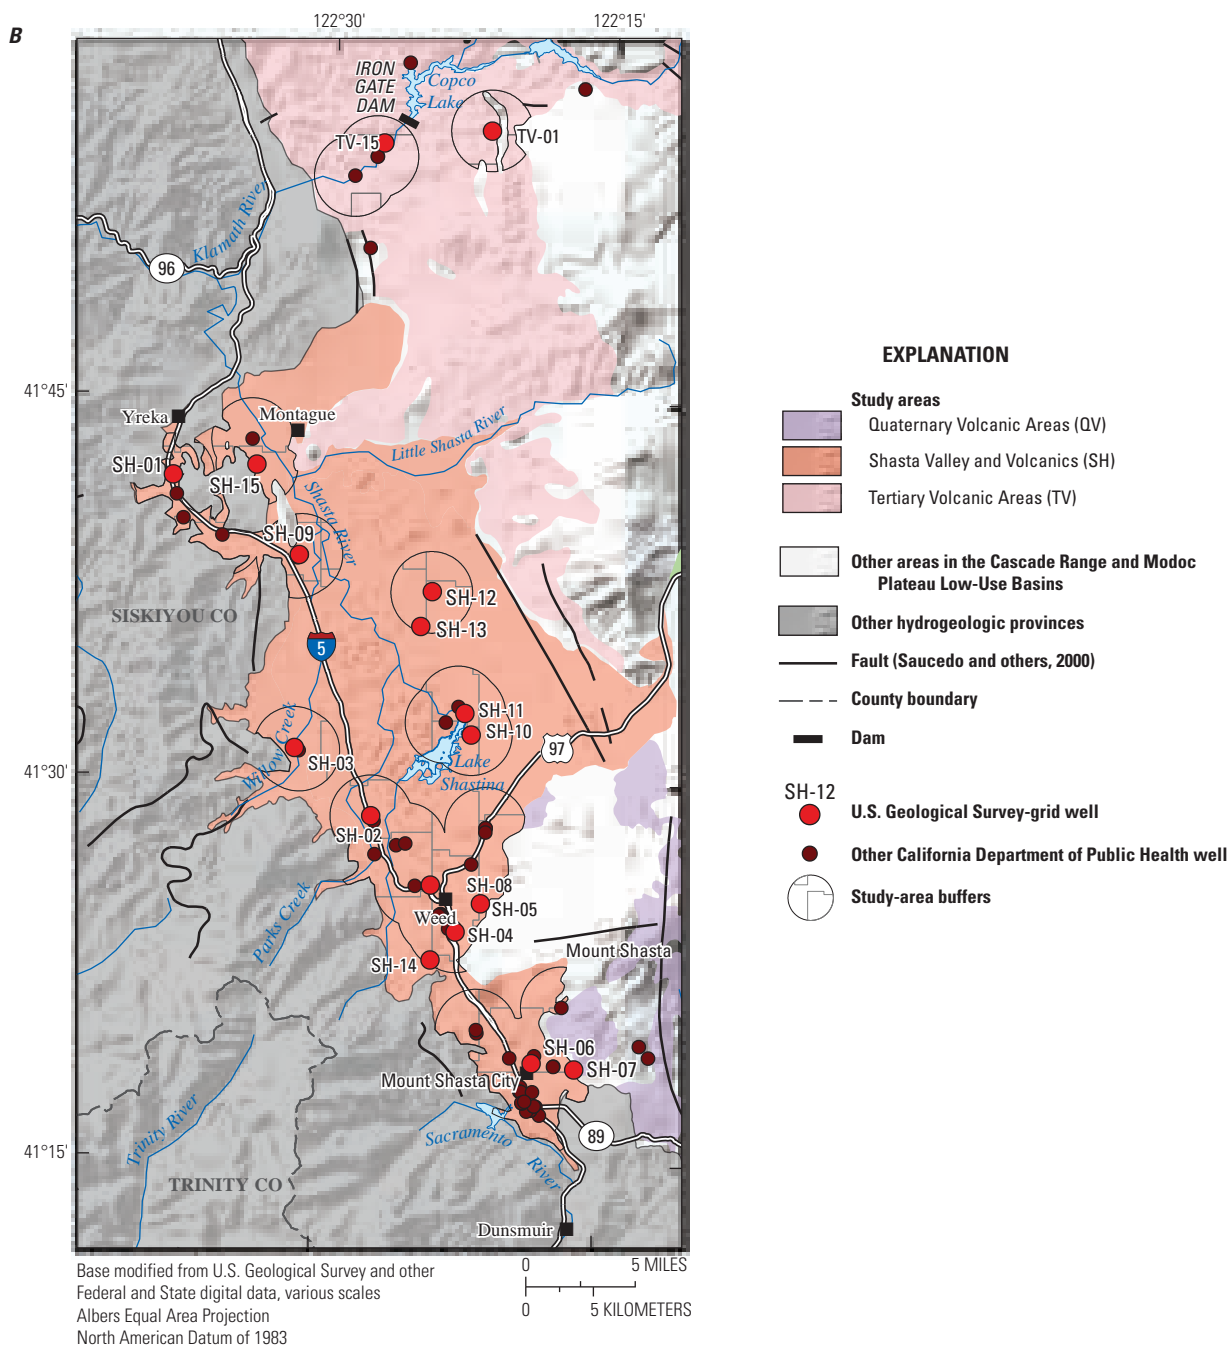 B
122°30'
122°15'
IRON
GATE
DAM
Copco
Lake
TV-15
TV-01
Klamath River
96
41°45'
Yreka
Montague
Little Shasta River
SH-01
SH-15
Shasta River
SH-09
SH-12
SH-13
SISKIYOU CO
5
SH-11
SH-10
97
Willow Creek
SH-03
Lake
Shastina
41°30'
SH-02
SH-08
SH-05
Weed
SH-04
Parks Creek
SH-14
Mount Shasta
SH-06
SH-07
Mount Shasta City
Trinity River
Sacramento
River
89
41°15'
TRINITY CO
Dunsmuir
EXPLANATION
Study areas
Quaternary Volcanic Areas (QV)
Shasta Valley and Volcanics (SH)
Tertiary Volcanic Areas (TV)
Other areas in the Cascade Range and Modoc
Plateau Low-Use Basins
Other hydrogeologic provinces
Fault (Saucedo and others, 2000)
County boundary
Dam
SH-12
U.S. Geological Survey-grid well
Other California Department of Public Health well
Study-area buffers
Base modified from U.S. Geological Survey and other
Federal and State digital data, various scales
Albers Equal Area Projection
North American Datum of 1983
0 5 MILES
0 5 KILOMETERS